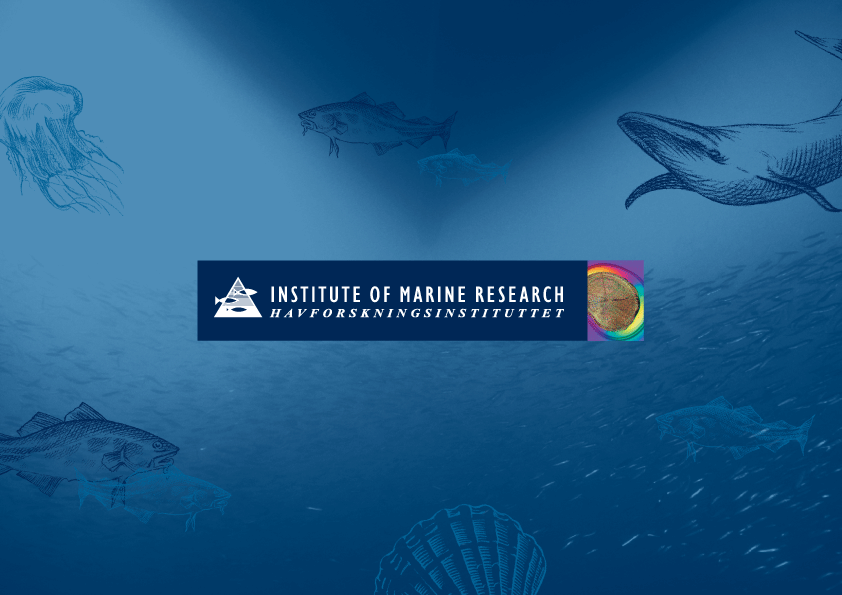 INSTITUTE OF MARINE RESEARCH
HAVFORSKNINGSINSTITUTTET